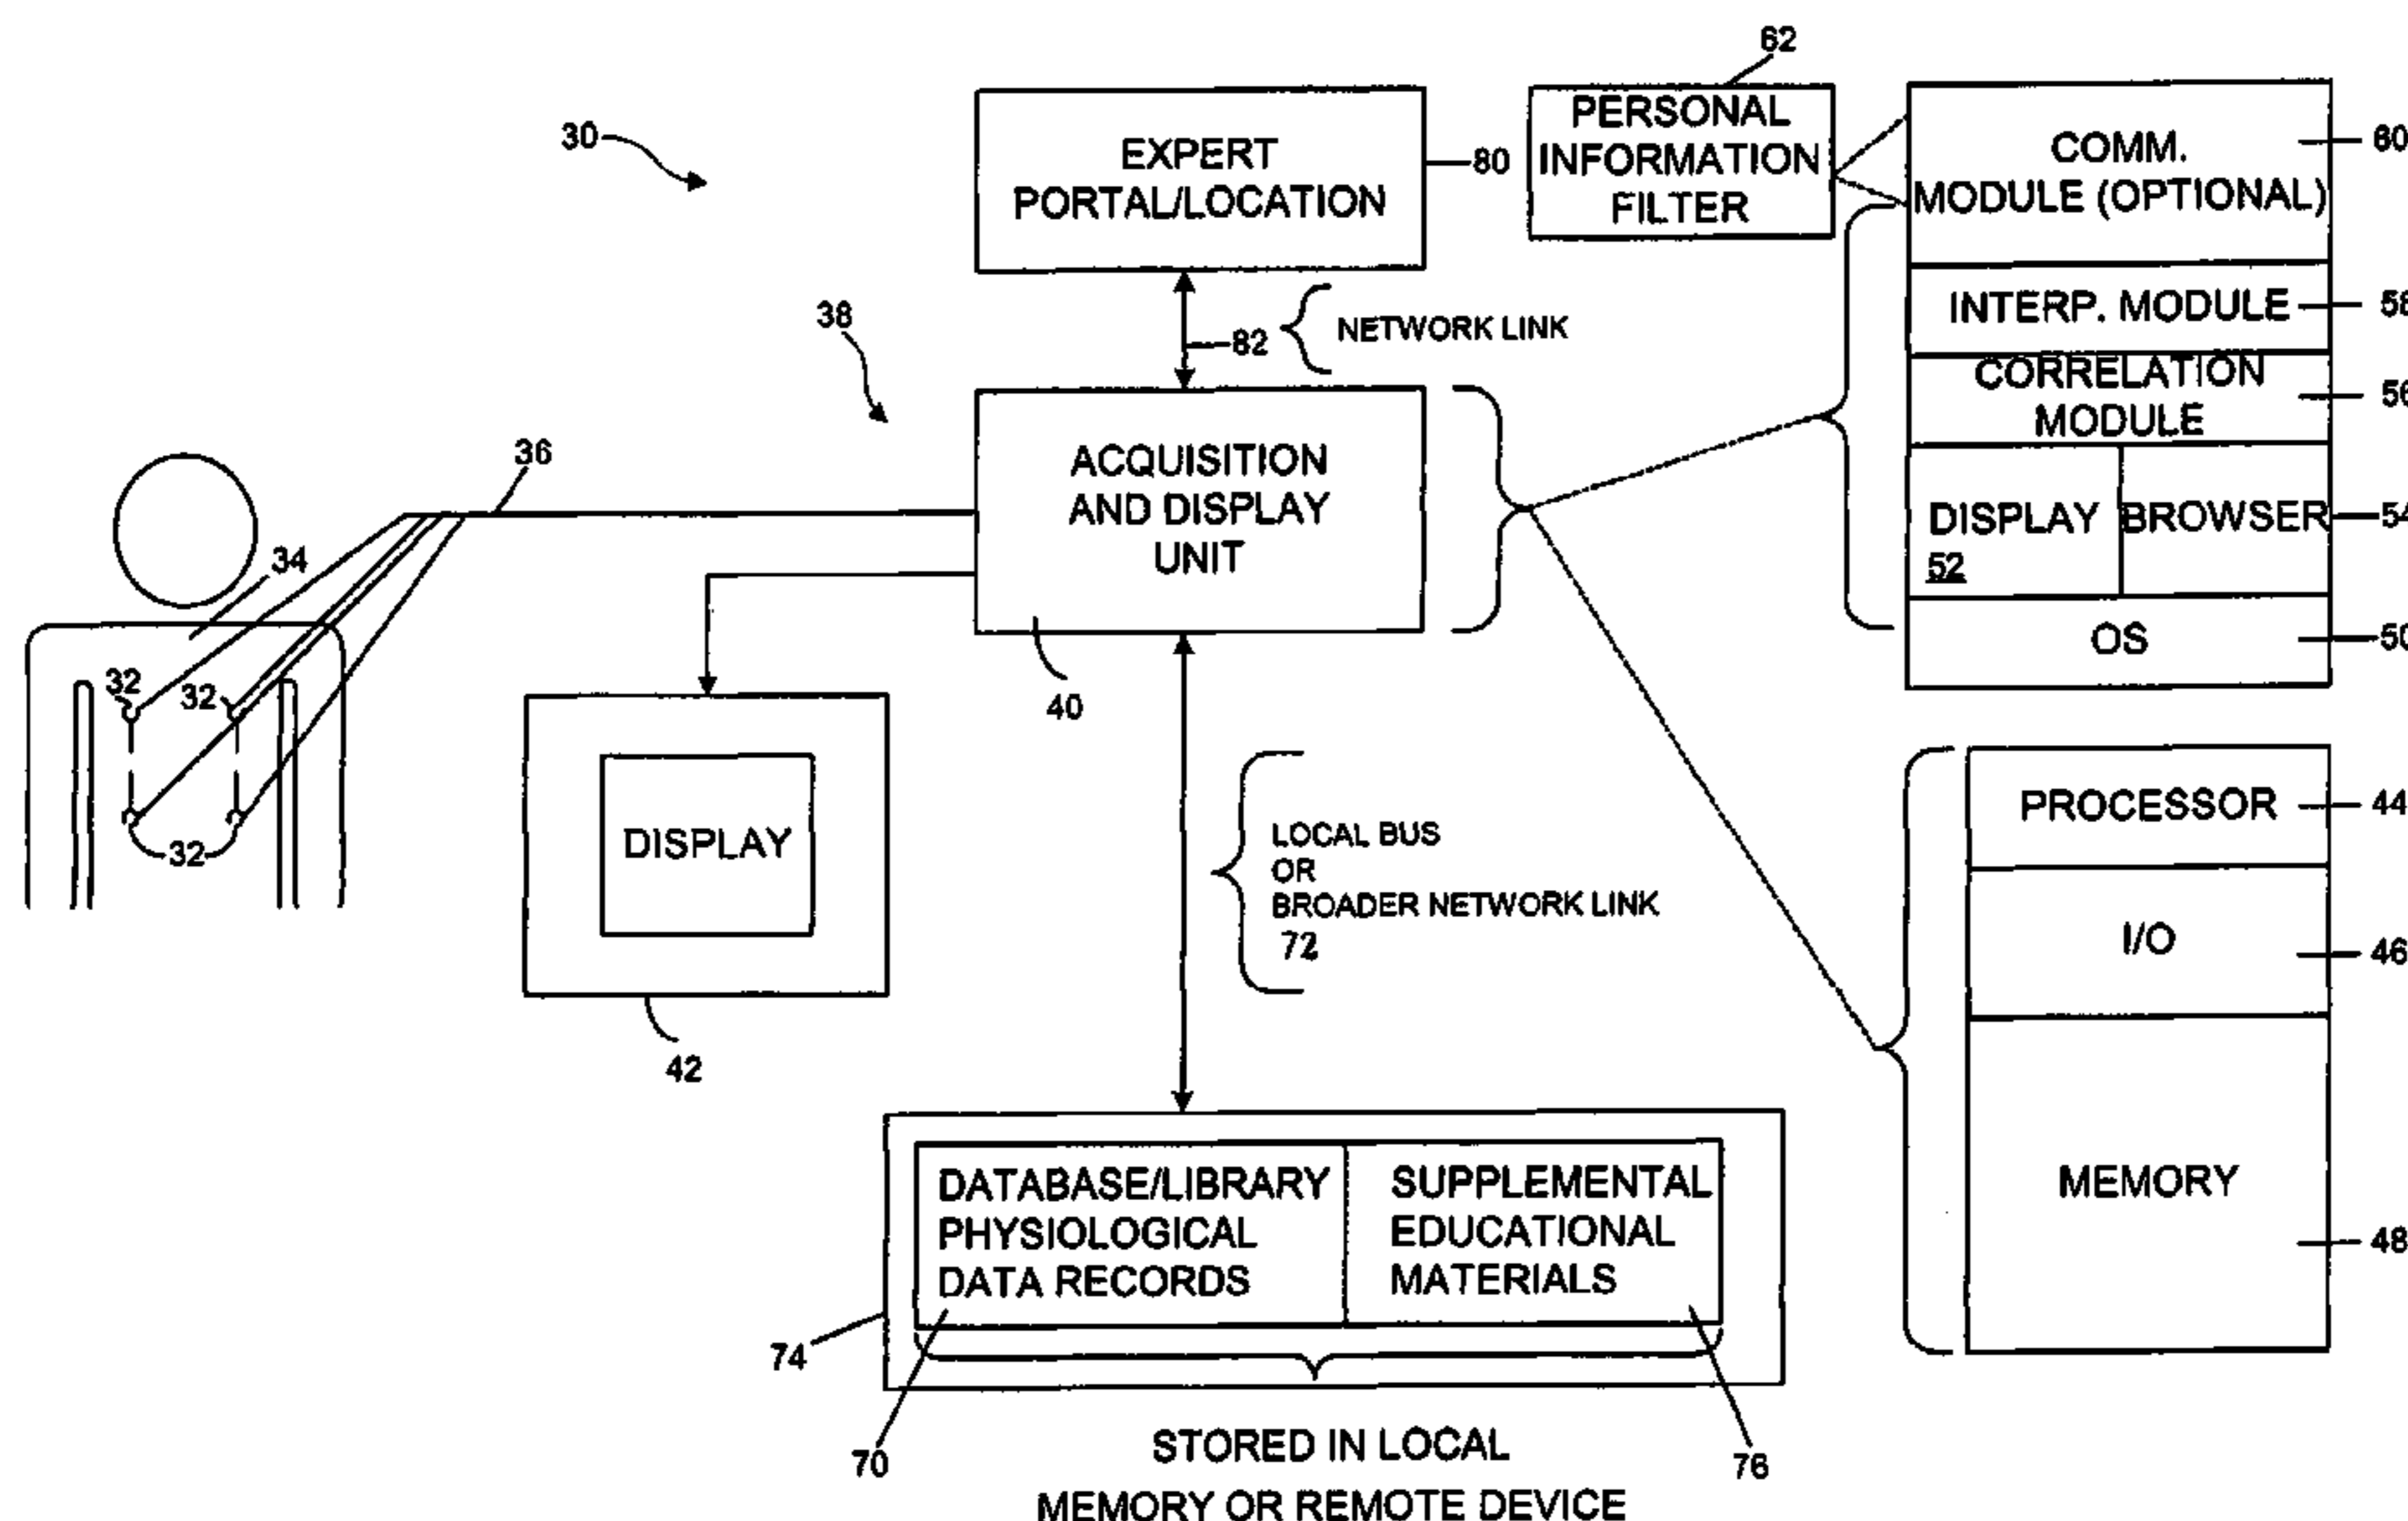 62
30
EXPERT
PORTAL/LOCATION
80
PERSONAL
INFORMATION
FILTER
COMM.
MODULE (OPTIONAL)
60
38
82
NETWORK LINK
INTERP. MODULE
58
CORRELATION
MODULE
56
36
ACQUISITION
AND DISPLAY
UNIT
DISPLAY
52
BROWSER
54
34
OS
50
32
32
40
32
DISPLAY
42
LOCAL BUS
OR
BROADER NETWORK LINK
72
PROCESSOR
44
I/O
46
MEMORY
48
DATABASE/LIBRARY
PHYSIOLOGICAL
DATA RECORDS
SUPPLEMENTAL
EDUCATIONAL
MATERIALS
74
70
76
STORED IN LOCAL
MEMORY OR REMOTE DEVICE